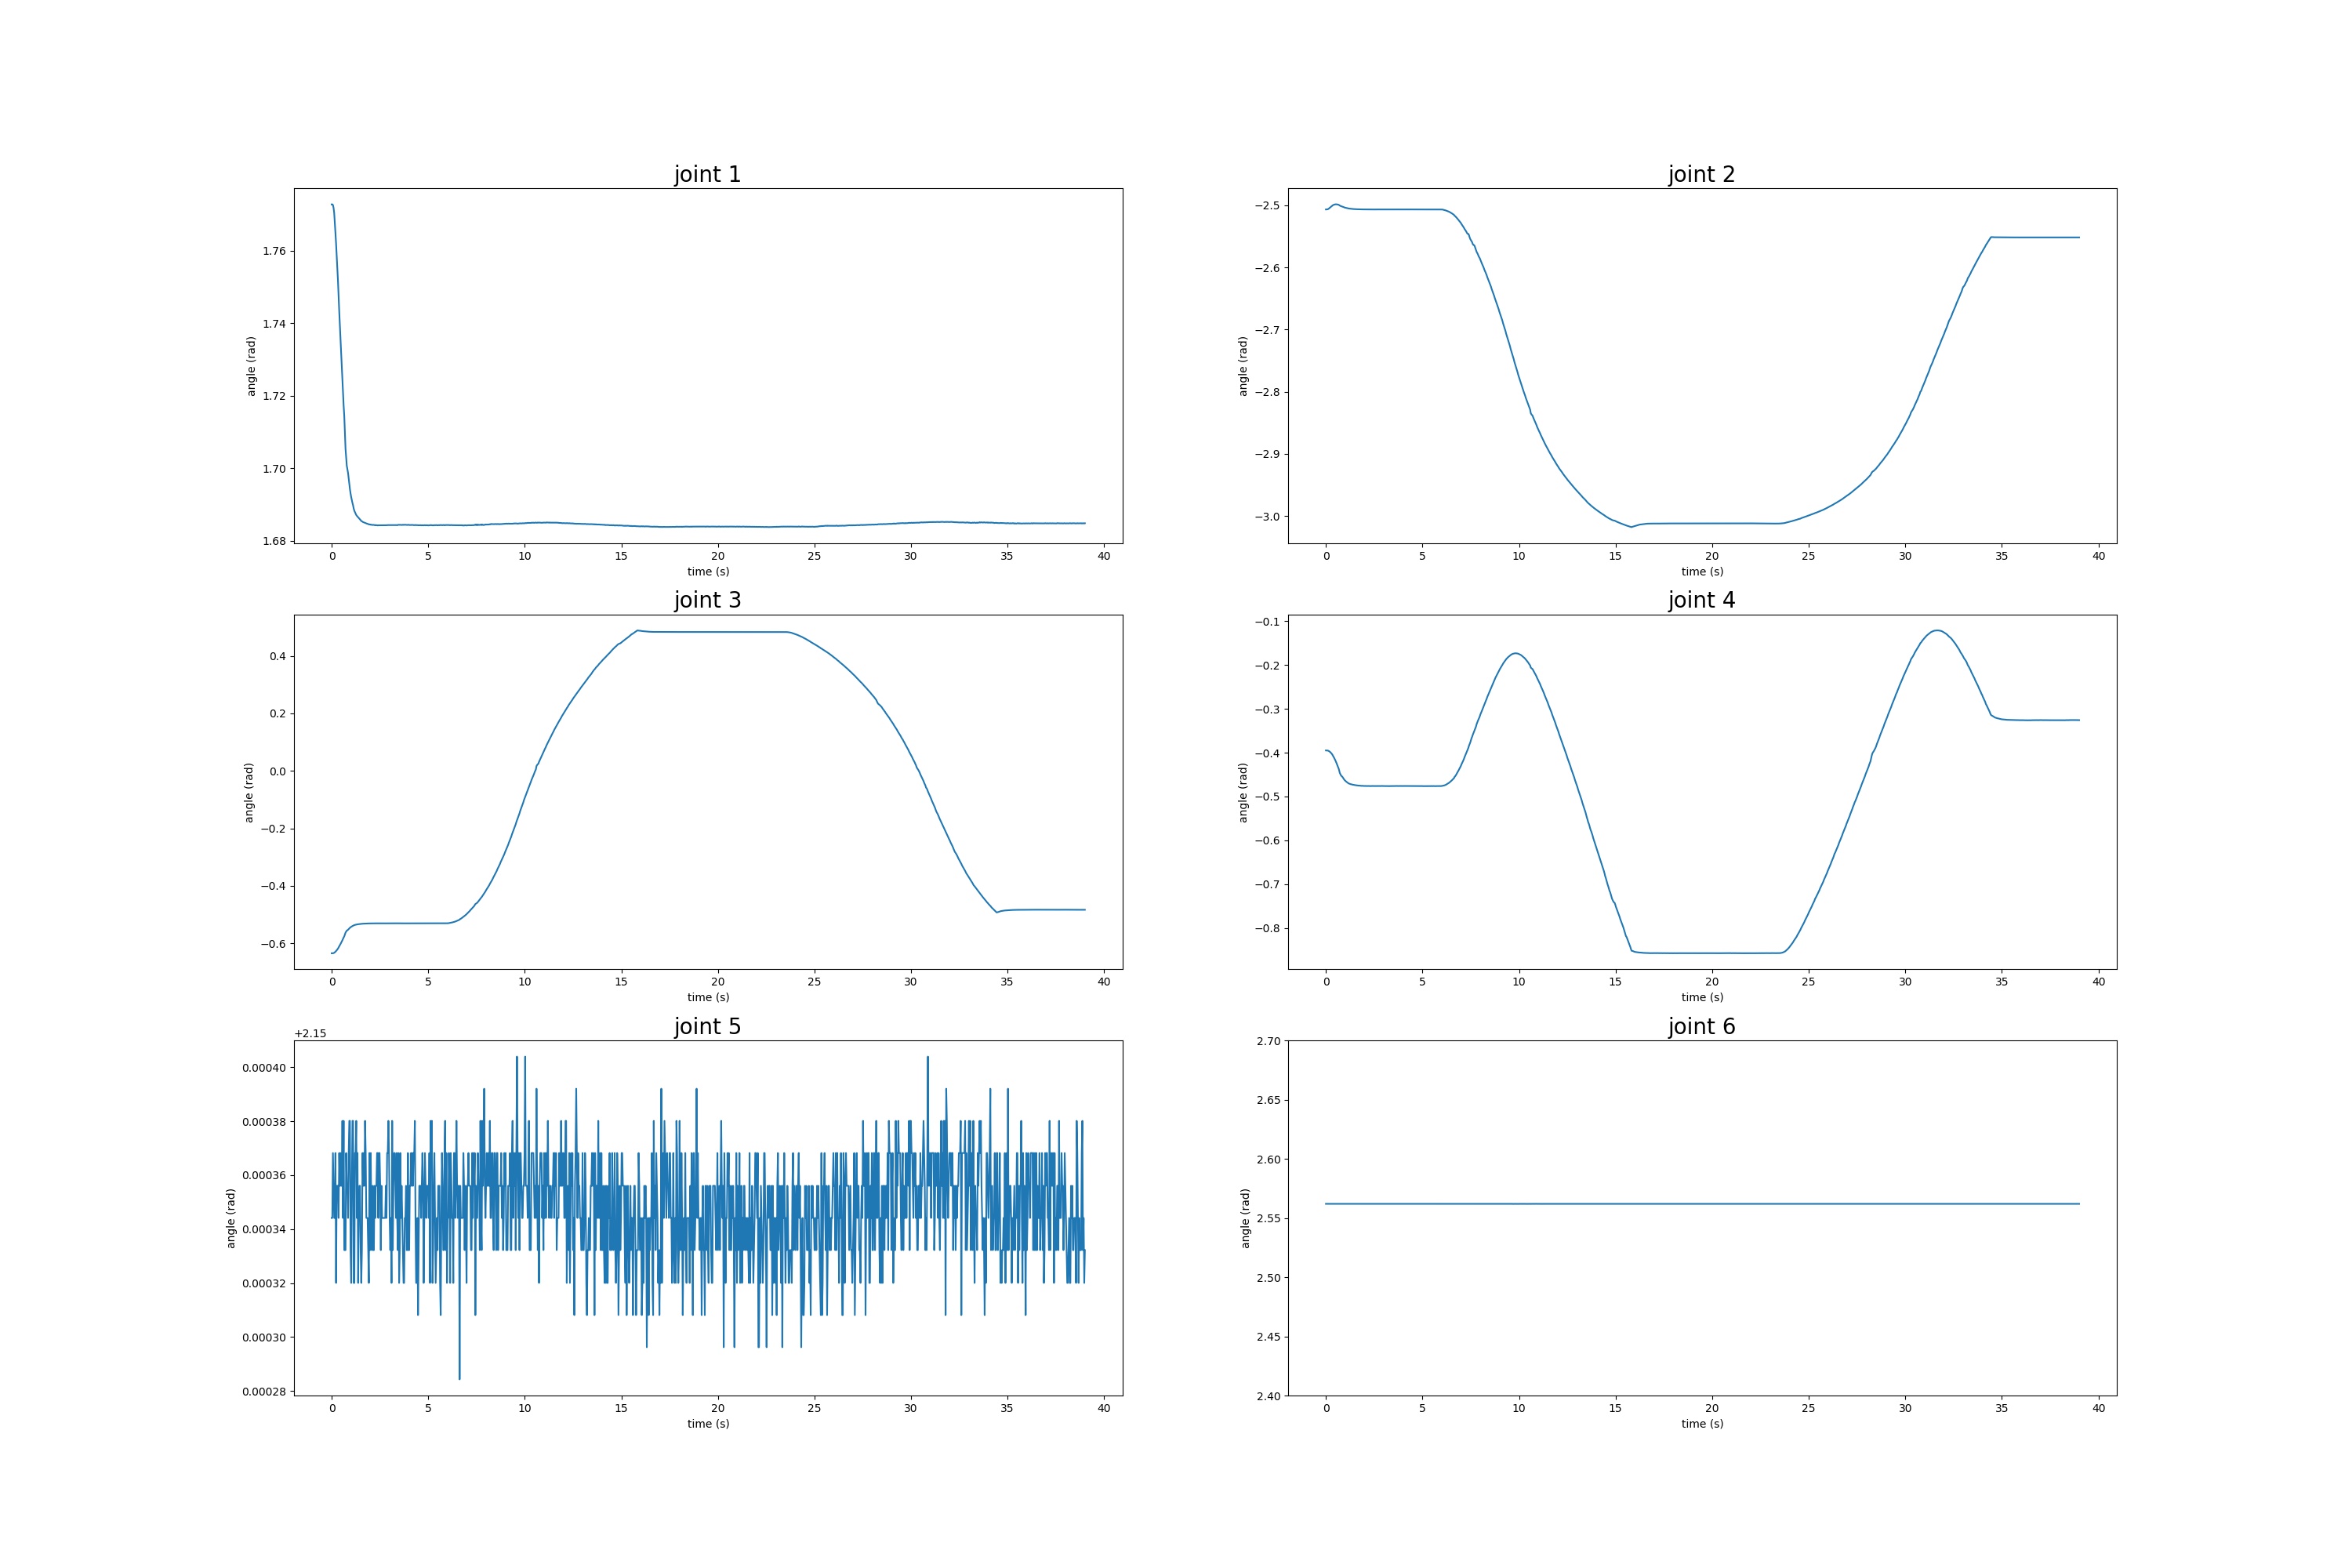 joint 1
angle (rad)
1.76
1.74
1.72
1.70
1.68
0 5 10 15 20 25 30 35 40
time (s)
joint 2
angle (rad)
−2.5
−2.6
−2.7
−2.8
−2.9
−3.0
0 5 10 15 20 25 30 35 40
time (s)
joint 3
angle (rad)
0.4
0.2
0.0
−0.2
−0.4
−0.6
0 5 10 15 20 25 30 35 40
time (s)
joint 4
angle (rad)
−0.1
−0.2
−0.3
−0.4
−0.5
−0.6
−0.7
−0.8
0 5 10 15 20 25 30 35 40
time (s)
joint 5
+2.15
angle (rad)
0.00040
0.00038
0.00036
0.00034
0.00032
0.00030
0.00028
0 5 10 15 20 25 30 35 40
time (s)
joint 6
angle (rad)
2.70
2.65
2.60
2.55
2.50
2.45
2.40
0 5 10 15 20 25 30 35 40
time (s)